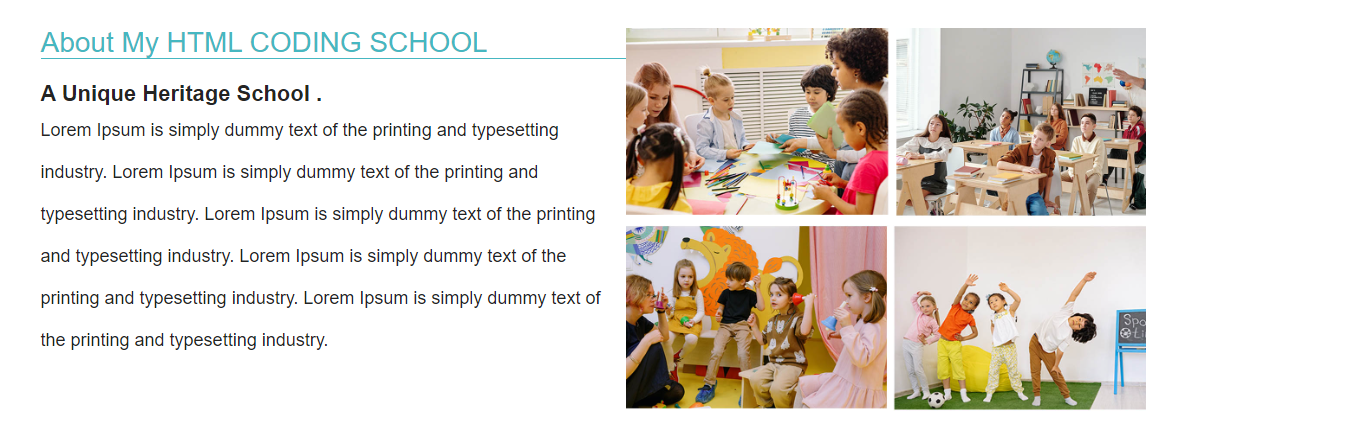 About My HTML CODING SCHOOL
A Unique Heritage School .
Lorem Ipsum is simply dummy text of the printing and typesetting
industry. Lorem Ipsum is simply dummy text of the printing and
typesetting industry. Lorem Ipsum is simply dummy text of the printing
and typesetting industry. Lorem Ipsum is simply dummy text of the
printing and typesetting industry. Lorem Ipsum is simply dummy text of
the printing and typesetting industry.
Spo